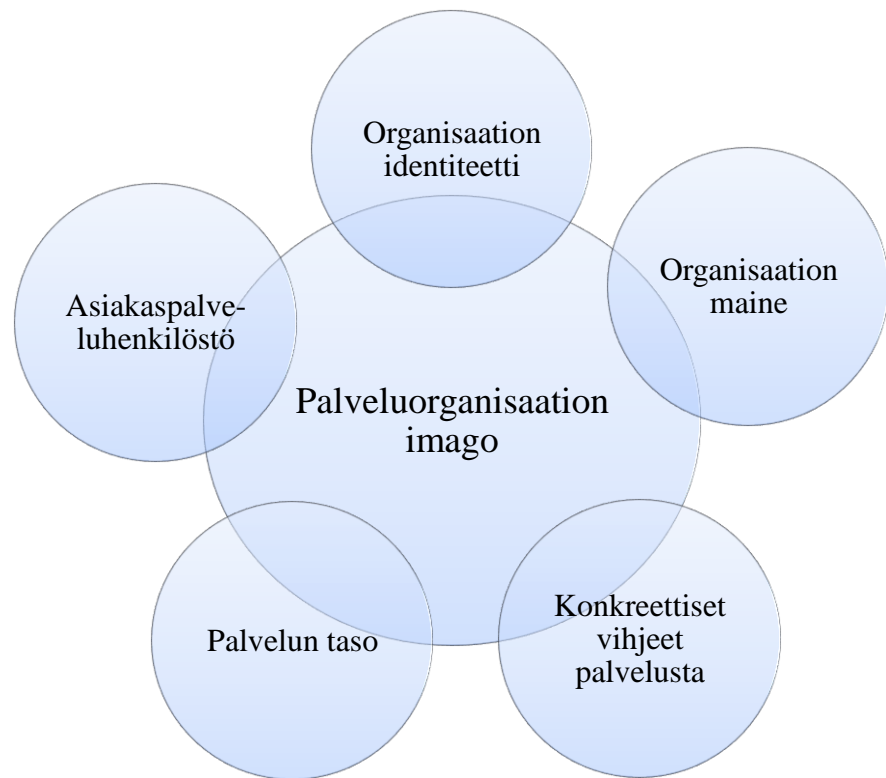 Organisaation
identiteetti
Organisaation
maine
Asiakaspalve-
luhenkilöstö
Palveluorganisaation
imago
Konkreettiset
vihjeet
palvelusta
Palvelun taso